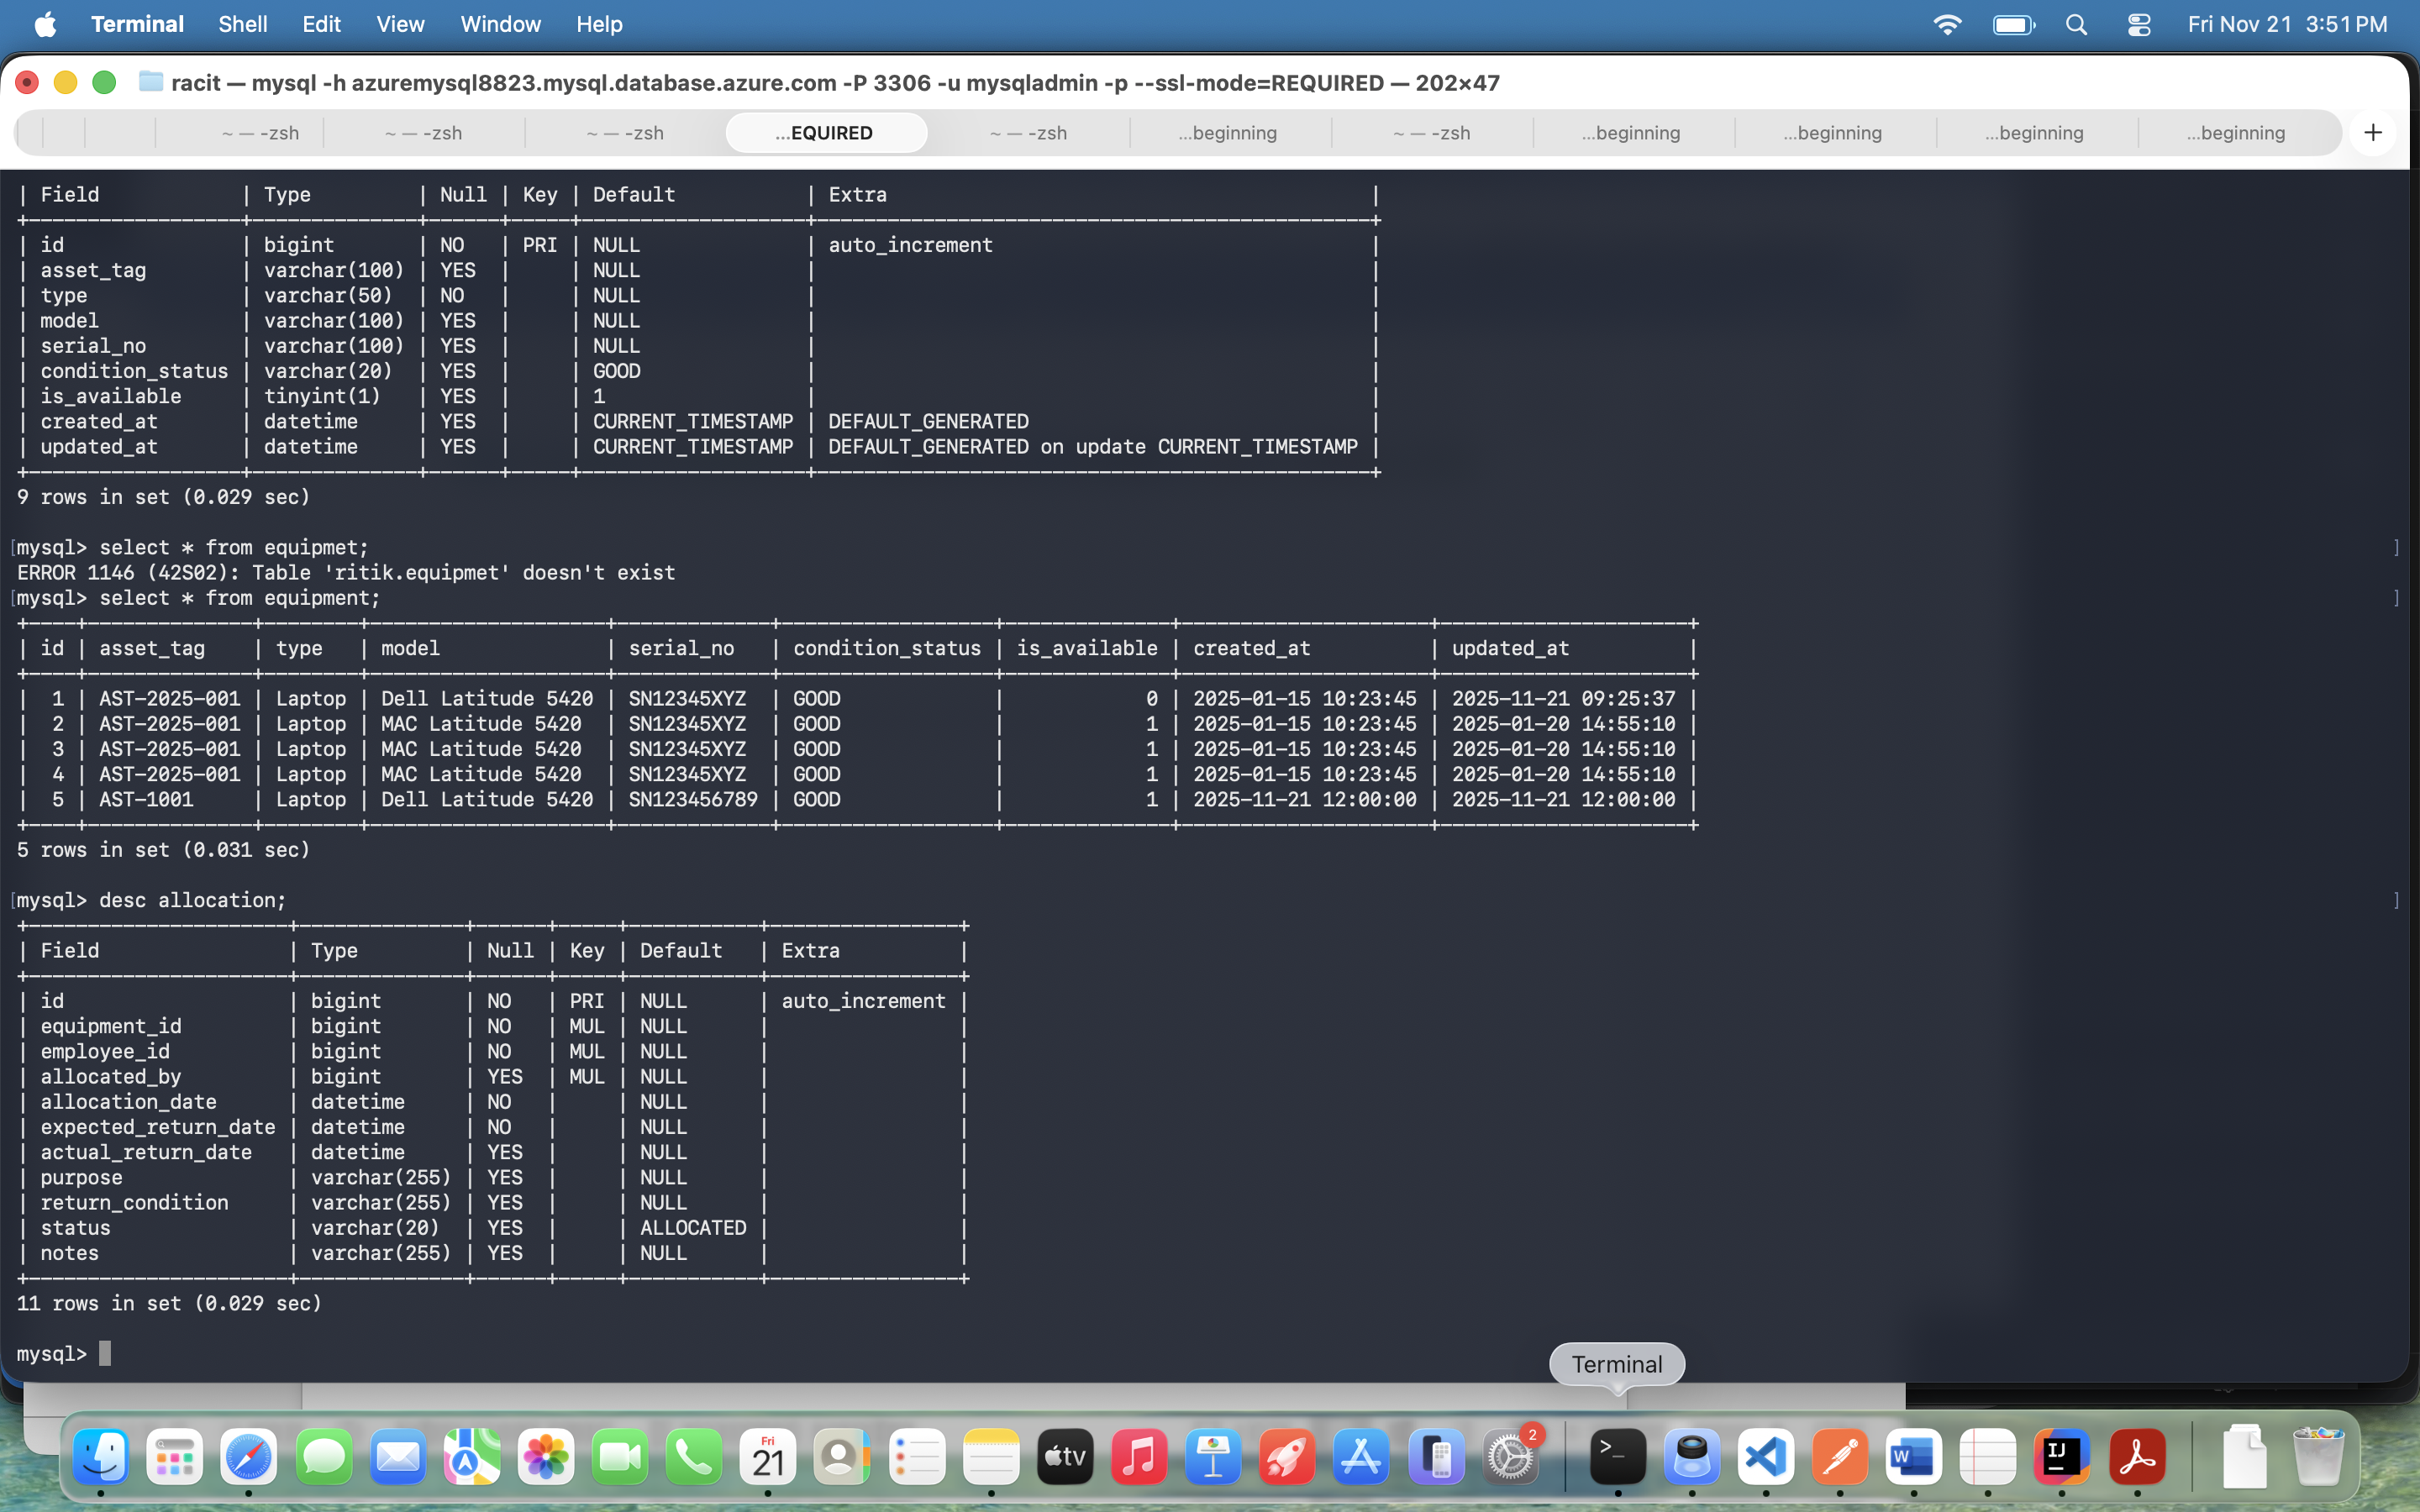 Terminal Shell Edit View Window Help Fri Nov 21 3:51 PM
racit — mysql -h azuremysql8823.mysql.database.azure.com -P 3306 -u mysqladmin -p --ssl-mode=REQUIRED — 202×47
~ — -zsh ~ — -zsh ~ — -zsh ...EQUIRED ~ — -zsh ...beginning ~ — -zsh ...beginning ...beginning ...beginning ...beginning +
| Field            | Type         | Null | Key | Default           | Extra                                         |
+------------------+--------------+------+-----+-------------------+-----------------------------------------------+
| id               | bigint       | NO   | PRI | NULL              | auto_increment                                |
| asset_tag        | varchar(100) | YES  |     | NULL              |                                               |
| type             | varchar(50)  | NO   |     | NULL              |                                               |
| model            | varchar(100) | YES  |     | NULL              |                                               |
| serial_no        | varchar(100) | YES  |     | NULL              |                                               |
| condition_status | varchar(20)  | YES  |     | GOOD              |                                               |
| is_available     | tinyint(1)   | YES  |     | 1                 |                                               |
| created_at       | datetime     | YES  |     | CURRENT_TIMESTAMP | DEFAULT_GENERATED                             |
| updated_at       | datetime     | YES  |     | CURRENT_TIMESTAMP | DEFAULT_GENERATED on update CURRENT_TIMESTAMP |
+------------------+--------------+------+-----+-------------------+-----------------------------------------------+
9 rows in set (0.029 sec)
[mysql> select * from equipmet; ]
ERROR 1146 (42S02): Table 'ritik.equipmet' doesn't exist
[mysql> select * from equipment; ]
+----+--------------+--------+--------------------+-------------+------------------+--------------+---------------------+---------------------+
| id | asset_tag    | type   | model              | serial_no   | condition_status | is_available | created_at          | updated_at          |
+----+--------------+--------+--------------------+-------------+------------------+--------------+---------------------+---------------------+
|  1 | AST-2025-001 | Laptop | Dell Latitude 5420 | SN12345XYZ  | GOOD             |            0 | 2025-01-15 10:23:45 | 2025-11-21 09:25:37 |
|  2 | AST-2025-001 | Laptop | MAC Latitude 5420  | SN12345XYZ  | GOOD             |            1 | 2025-01-15 10:23:45 | 2025-01-20 14:55:10 |
|  3 | AST-2025-001 | Laptop | MAC Latitude 5420  | SN12345XYZ  | GOOD             |            1 | 2025-01-15 10:23:45 | 2025-01-20 14:55:10 |
|  4 | AST-2025-001 | Laptop | MAC Latitude 5420  | SN12345XYZ  | GOOD             |            1 | 2025-01-15 10:23:45 | 2025-01-20 14:55:10 |
|  5 | AST-1001     | Laptop | Dell Latitude 5420 | SN123456789 | GOOD             |            1 | 2025-11-21 12:00:00 | 2025-11-21 12:00:00 |
+----+--------------+--------+--------------------+-------------+------------------+--------------+---------------------+---------------------+
5 rows in set (0.031 sec)
[mysql> desc allocation; ]
+----------------------+--------------+------+-----+-----------+----------------+
| Field                | Type         | Null | Key | Default   | Extra          |
+----------------------+--------------+------+-----+-----------+----------------+
| id                   | bigint       | NO   | PRI | NULL      | auto_increment |
| equipment_id         | bigint       | NO   | MUL | NULL      |                |
| employee_id          | bigint       | NO   | MUL | NULL      |                |
| allocated_by         | bigint       | YES  | MUL | NULL      |                |
| allocation_date      | datetime     | NO   |     | NULL      |                |
| expected_return_date | datetime     | NO   |     | NULL      |                |
| actual_return_date   | datetime     | YES  |     | NULL      |                |
| purpose              | varchar(255) | YES  |     | NULL      |                |
| return_condition     | varchar(255) | YES  |     | NULL      |                |
| status               | varchar(20)  | YES  |     | ALLOCATED |                |
| notes                | varchar(255) | YES  |     | NULL      |                |
+----------------------+--------------+------+-----+-----------+----------------+
11 rows in set (0.029 sec)
mysql>
Terminal
Fri
21
tv
2
>_
W
IJ